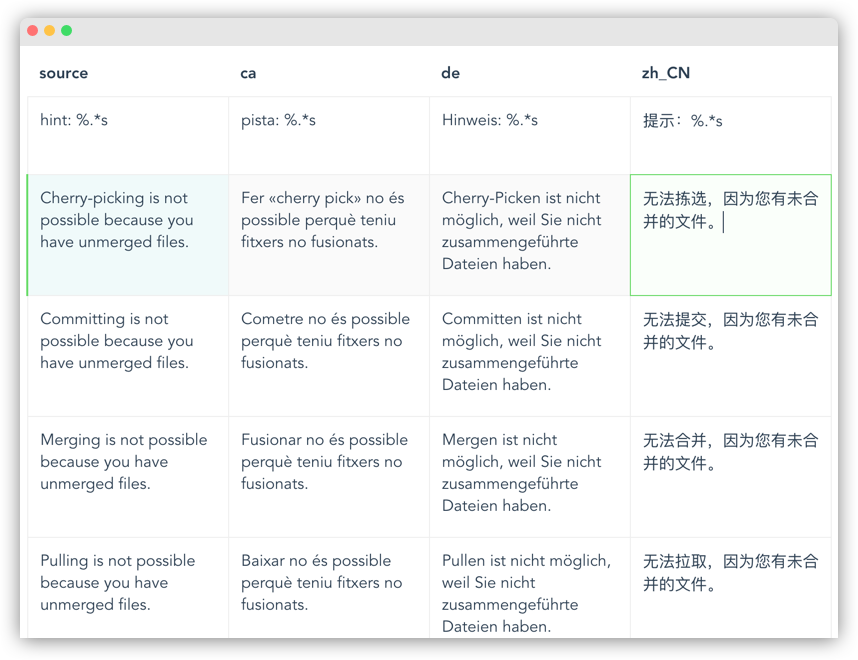 source
ca
de
zh_CN
hint: %.*s
pista: %.*s
Hinweis: %.*s
提示：%.*s
Cherry-picking is not
possible because you
have unmerged files.
Fer «cherry pick» no és
possible perquè teniu
fitxers no fusionats.
Cherry-Picken ist nicht
möglich, weil Sie nicht
zusammengeführte
Dateien haben.
无法拣选，因为您有未合
并的文件。
Committing is not
possible because you
have unmerged files.
Cometre no és possible
perquè teniu fitxers no
fusionats.
Committen ist nicht
möglich, weil Sie nicht
zusammengeführte
Dateien haben.
无法提交，因为您有未合
并的文件。
Merging is not possible
because you have
unmerged files.
Fusionar no és possible
perquè teniu fitxers no
fusionats.
Mergen ist nicht
möglich, weil Sie nicht
zusammengeführte
Dateien haben.
无法合并，因为您有未合
并的文件。
Pulling is not possible
because you have
unmerged files.
Baixar no és possible
perquè teniu fitxers no
fusionats.
Pullen ist nicht möglich,
weil Sie nicht
zusammengeführte
Dateien haben.
无法拉取，因为您有未合
并的文件。